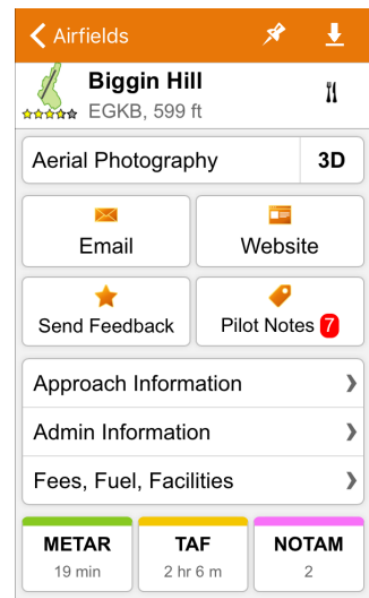 Airfields
Biggin Hill
EGKB, 599 ft
Aerial Photography 3D
Email Website
Send Feedback Pilot Notes 7
Approach Information
Admin Information
Fees, Fuel, Facilities
METAR TAF NOTAM
19 min 2 hr 6 m 2